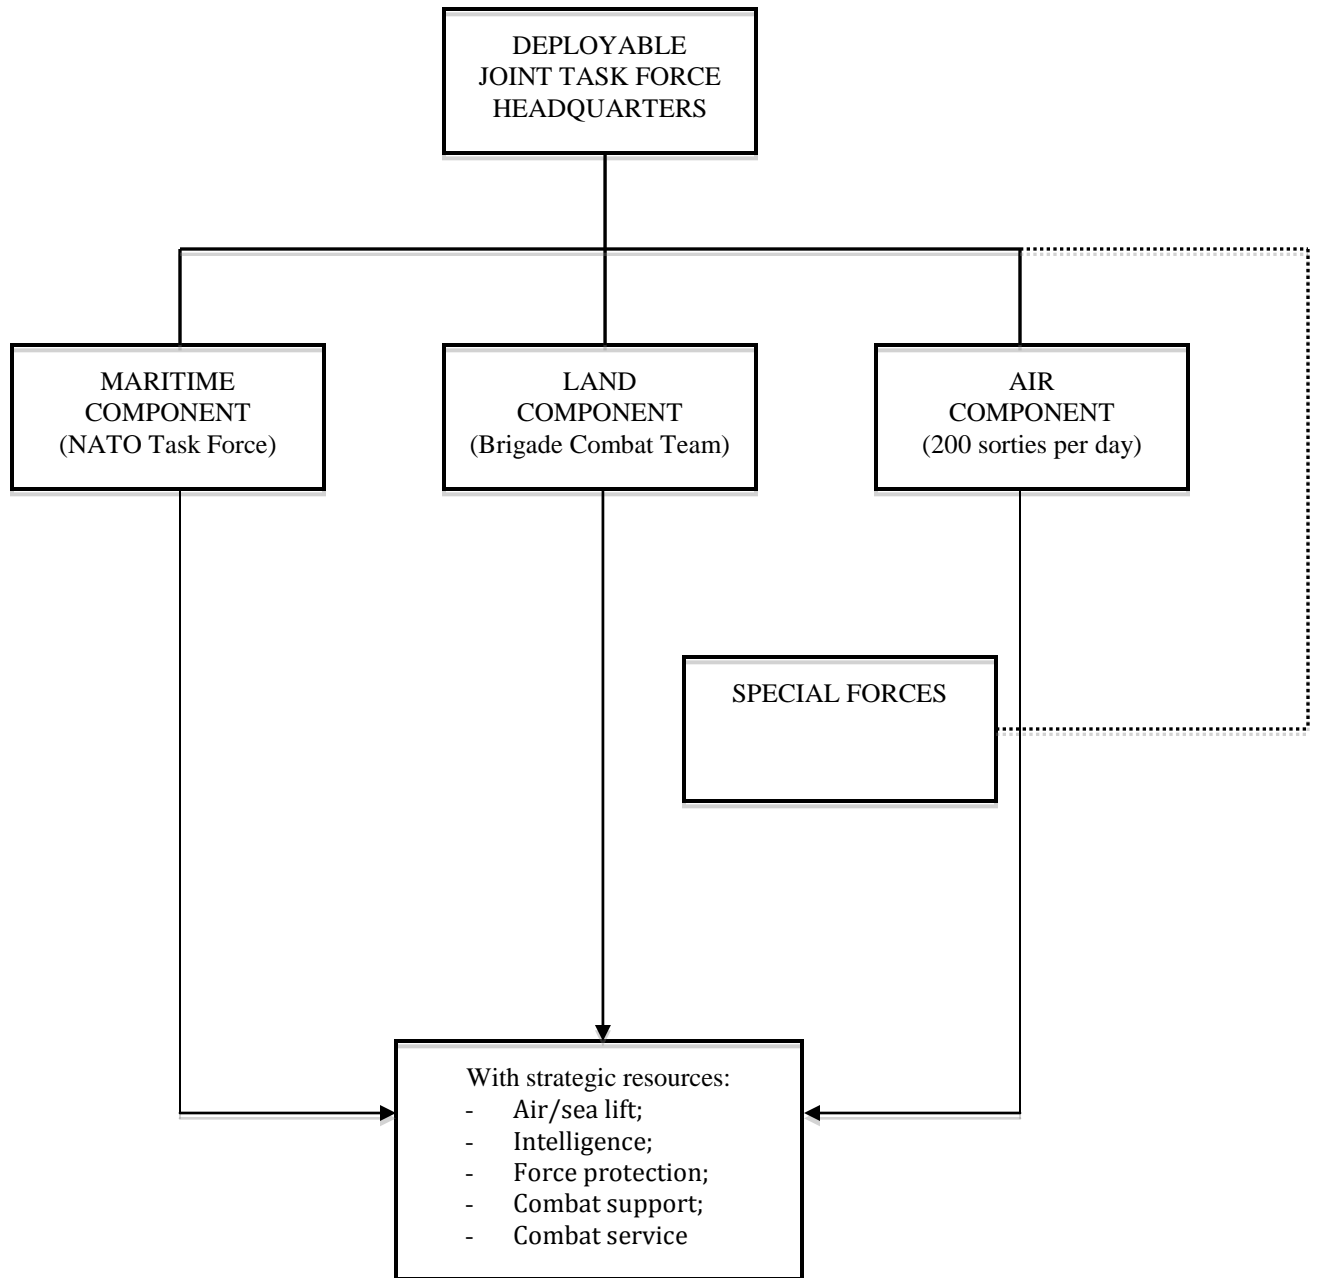 DEPLOYABLE
JOINT TASK FORCE
HEADQUARTERS
MARITIME
COMPONENT
(NATO Task Force)
LAND
COMPONENT
(Brigade Combat Team)
AIR
COMPONENT
(200 sorties per day)
SPECIAL FORCES
With strategic resources:
- Air/sea lift;
- Intelligence;
- Force protection;
- Combat support;
- Combat service